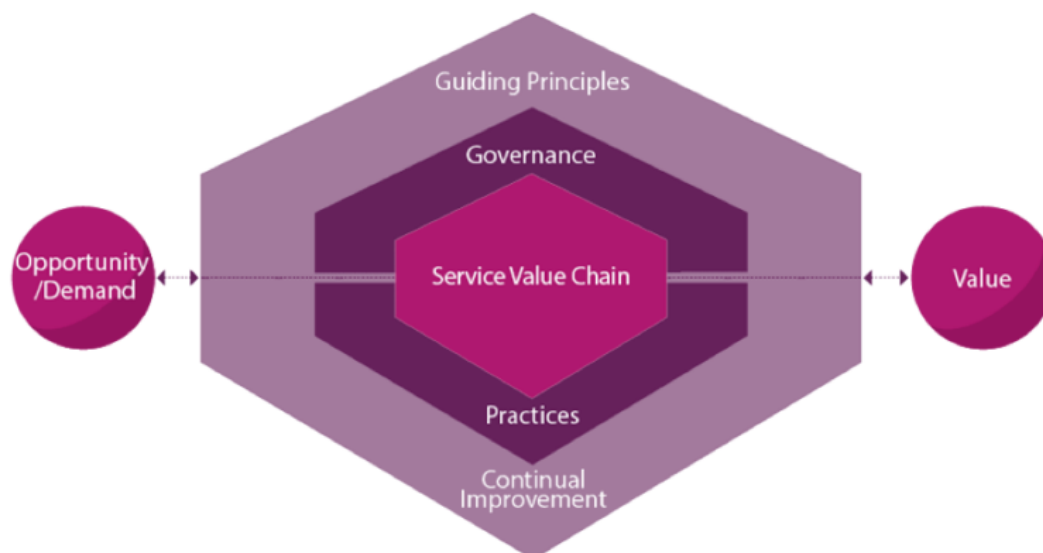 Guiding Principles
Governance
Opportunity
/Demand
Service Value Chain
Value
Practices
Continual
Improvement